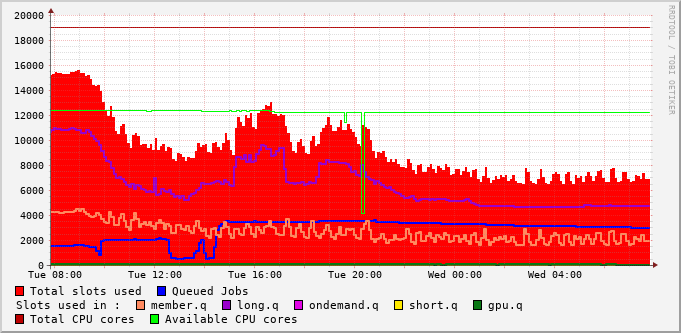 20000
18000
16000
14000
12000
10000
8000
6000
4000
2000
0
Tue 08:00 Tue 12:00 Tue 16:00 Tue 20:00 Wed 00:00 Wed 04:00
Total slots used Queued Jobs
Slots used in : member.q long.q ondemand.q short.q gpu.q
Total CPU cores Available CPU cores
RRDTOOL / TOBI OETIKER